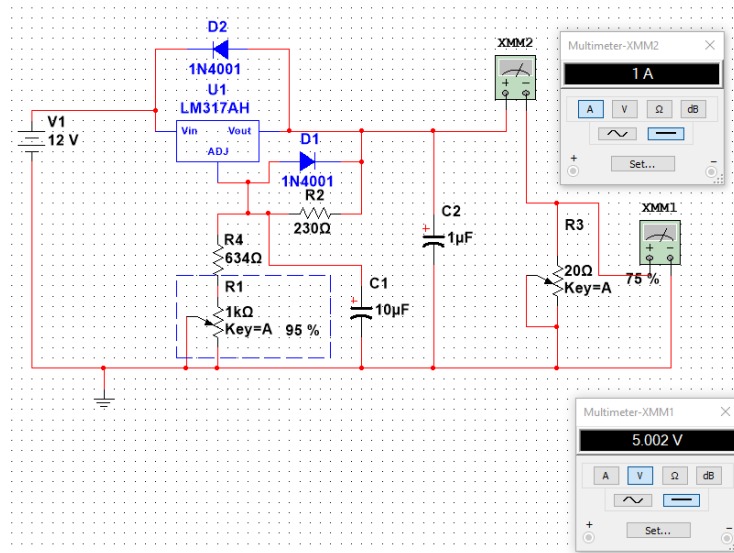 D2
1N4001
U1
LM317AH
Vin
Vout
ADJ
V1
12 V
D1
1N4001
R2
230Ω
R4
634Ω
R1
1kΩ
Key=A
95 %
C1
10µF
C2
1µF
XMM2
+
−
R3
20Ω
Key=A
75 %
XMM1
+
−
Multimeter-XMM2
1 A
A
V
Ω
dB
+
Set...
−
Multimeter-XMM1
5.002 V
A
V
Ω
dB
+
Set...
−